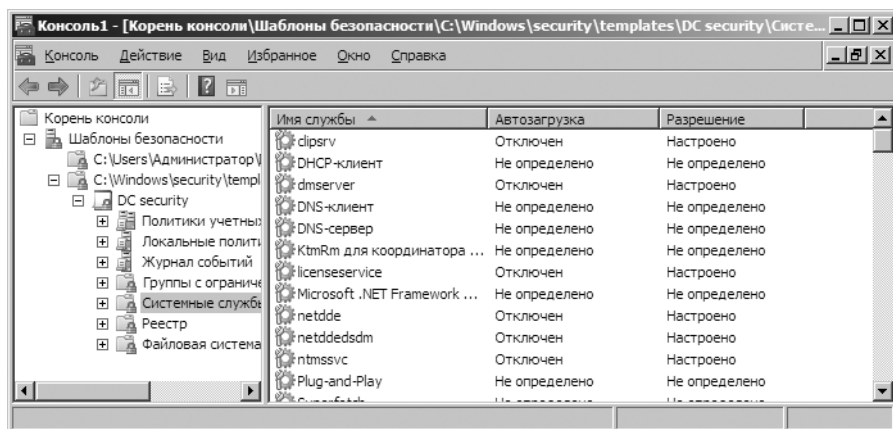 Консоль1 - [Корень консоли\Шаблоны безопасности\C:\Windows\security\templates\DC security\Систе...
Консоль Действие Вид Избранное Окно Справка
Корень консоли
Шаблоны безопасности
C:\Users\Администратор\
C:\Windows\security\templ
DC security
Политики учетных
Локальные полити
Журнал событий
Группы с ограниче
Системные службы
Реестр
Файловая система
Имя службы Автозагрузка Разрешение
clipsrv Отключен Настроено
DHCP-клиент Не определено Не определено
dmserver Отключен Настроено
DNS-клиент Не определено Не определено
DNS-сервер Не определено Не определено
KtmRm для координатора ... Не определено Не определено
licenseservice Отключен Настроено
Microsoft .NET Framework ... Не определено Не определено
netdde Отключен Настроено
netddedsdm Отключен Настроено
ntmssvc Отключен Настроено
Plug-and-Play Не определено Не определено